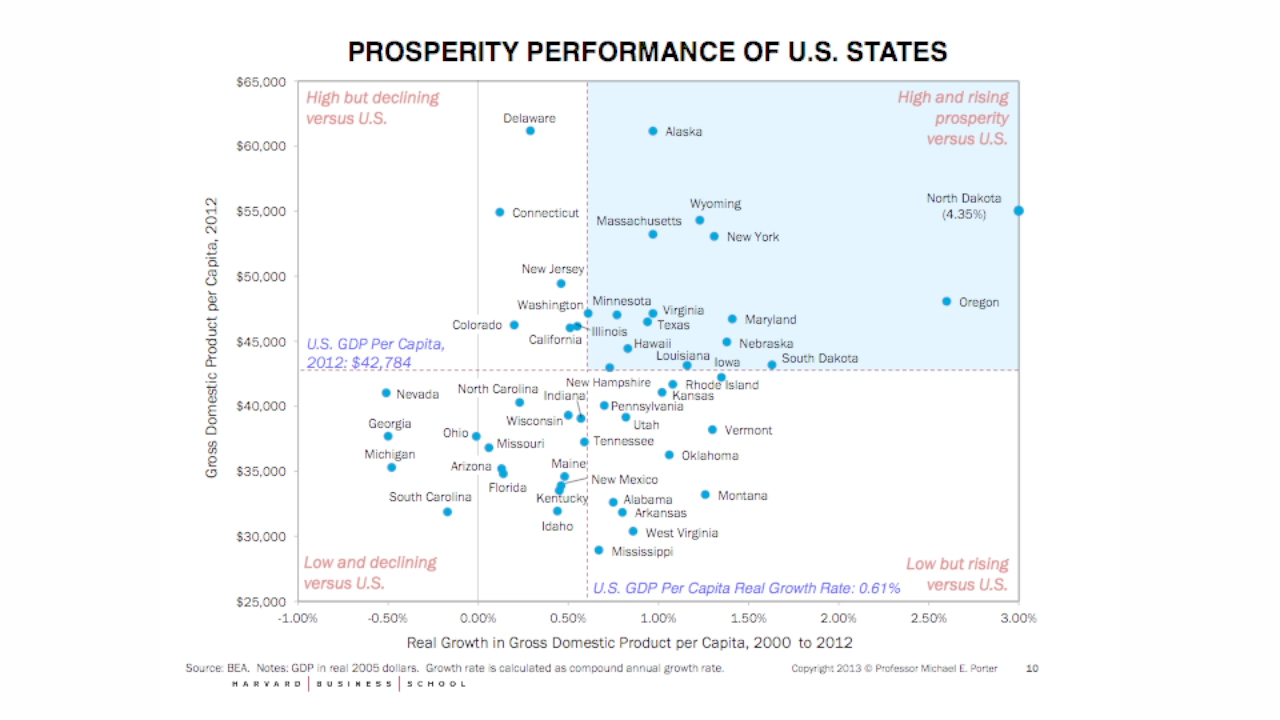 PROSPERITY PERFORMANCE OF U.S. STATES
$65,000
$60,000
$55,000
$50,000
$45,000
$40,000
$35,000
$30,000
$25,000
Gross Domestic Product per Capita, 2012
High but declining
versus U.S.
High and rising
prosperity
versus U.S.
Delaware
Alaska
North Dakota
(4.35%)
Wyoming
Connecticut
Massachusetts
New York
New Jersey
Washington
Minnesota
Virginia
Oregon
Colorado
California
Illinois
Texas
Maryland
Hawaii
Nebraska
U.S. GDP Per Capita,
2012: $42,784
Louisiana
Iowa
South Dakota
Nevada
North Carolina
New Hampshire
Indiana
Rhode Island
Kansas
Pennsylvania
Georgia
Ohio
Wisconsin
Utah
Vermont
Missouri
Tennessee
Michigan
Arizona
Maine
Oklahoma
Florida
New Mexico
South Carolina
Kentucky
Alabama
Montana
Arkansas
Idaho
West Virginia
Mississippi
Low and declining
versus U.S.
Low but rising
versus U.S.
U.S. GDP Per Capita Real Growth Rate: 0.61%
-1.00% -0.50% 0.00% 0.50% 1.00% 1.50% 2.00% 2.50% 3.00%
Real Growth in Gross Domestic Product per Capita, 2000 to 2012
Source: BEA. Notes: GDP in real 2005 dollars. Growth rate is calculated as compound annual growth rate.
Copyright 2013 © Professor Michael E. Porter
10
HARVARD | BUSINESS | SCHOOL